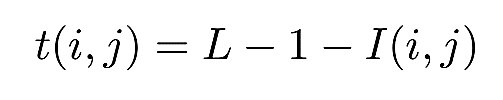 t(i, j) = L − 1 − I(i, j)